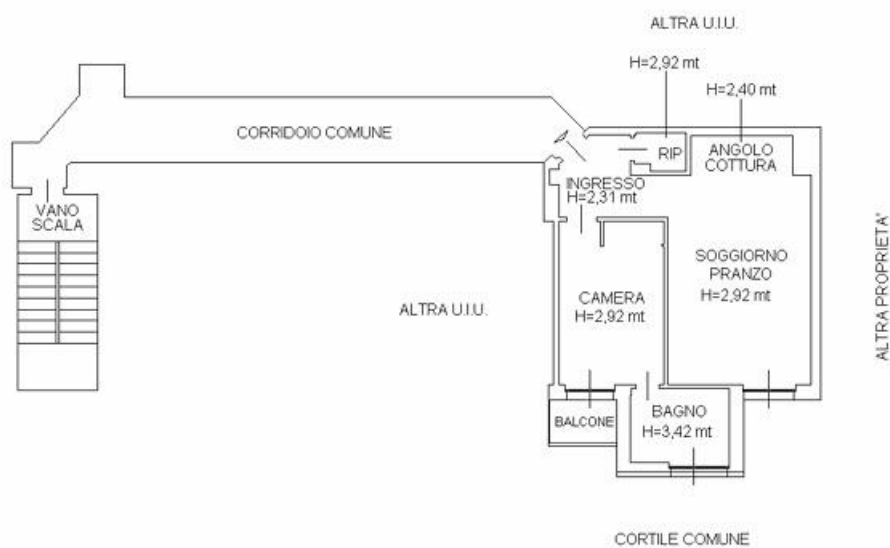 ALTRA U.I.U.
H=2,92 mt
H=2,40 mt
CORRIDOIO COMUNE
RIP
ANGOLO
COTTURA
INGRESSO
H=2,31 mt
VANO
SCALA
SOGGIORNO
PRANZO
H=2,92 mt
CAMERA
H=2,92 mt
ALTRA U.I.U.
ALTRA PROPRIETA'
BALCONE
BAGNO
H=3,42 mt
CORTILE COMUNE